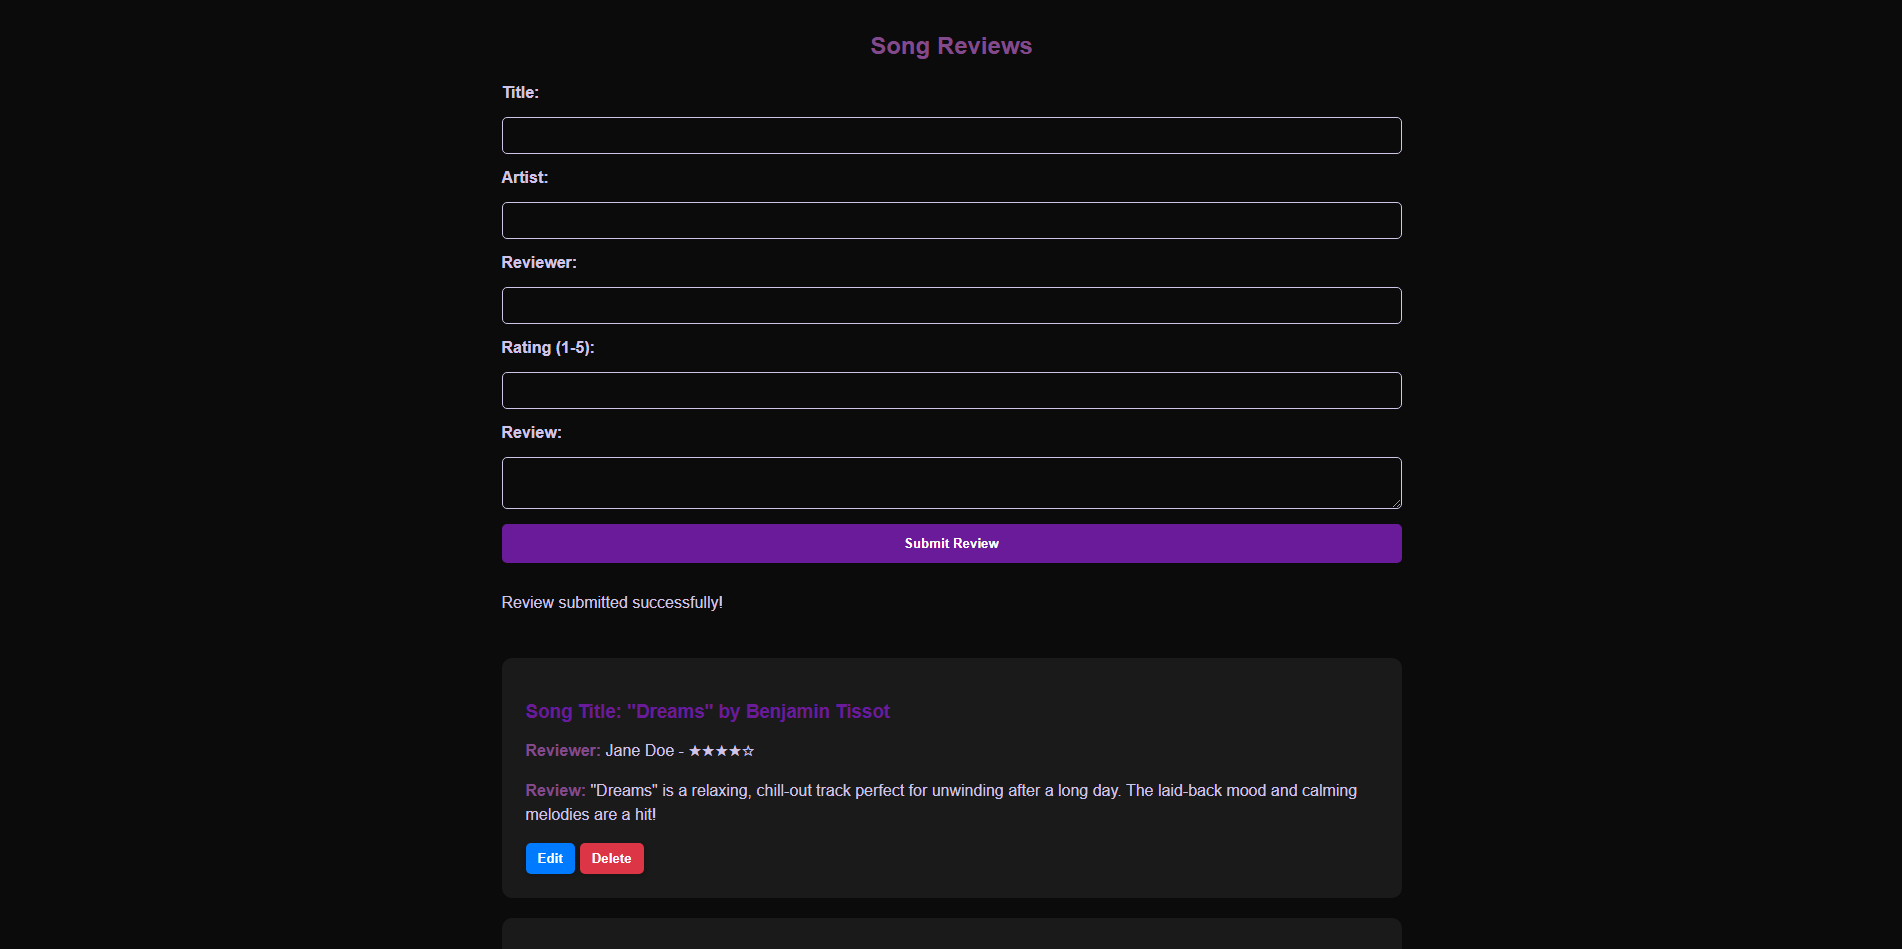 Song Reviews
Title:
Artist:
Reviewer:
Rating (1-5):
Review:
Submit Review
Review submitted successfully!
Song Title: "Dreams" by Benjamin Tissot
Reviewer: Jane Doe - ★★★★☆
Review: "Dreams" is a relaxing, chill-out track perfect for unwinding after a long day. The laid-back mood and calming
melodies are a hit!
Edit Delete